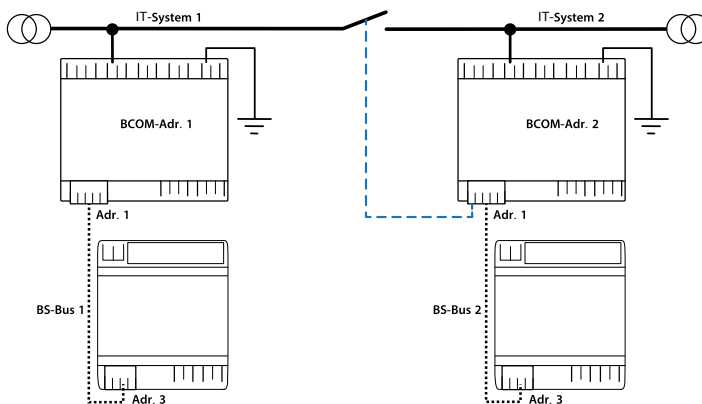 IT-System 1
IT-System 2
BCOM-Adr. 1
BCOM-Adr. 2
Adr. 1
Adr. 1
BS-Bus 1
BS-Bus 2
Adr. 3
Adr. 3